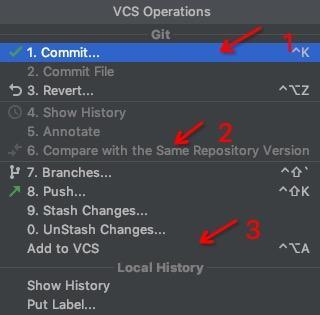 VCS Operations
Git
1. Commit... ^K
1
2. Commit File
3. Revert... ^⌥Z
4. Show History
5. Annotate
2
6. Compare with the Same Repository Version
7. Branches... ^⇧`
8. Push... ^⇧K
9. Stash Changes...
0. UnStash Changes...
3
Add to VCS ^⌥A
Local History
Show History
Put Label...